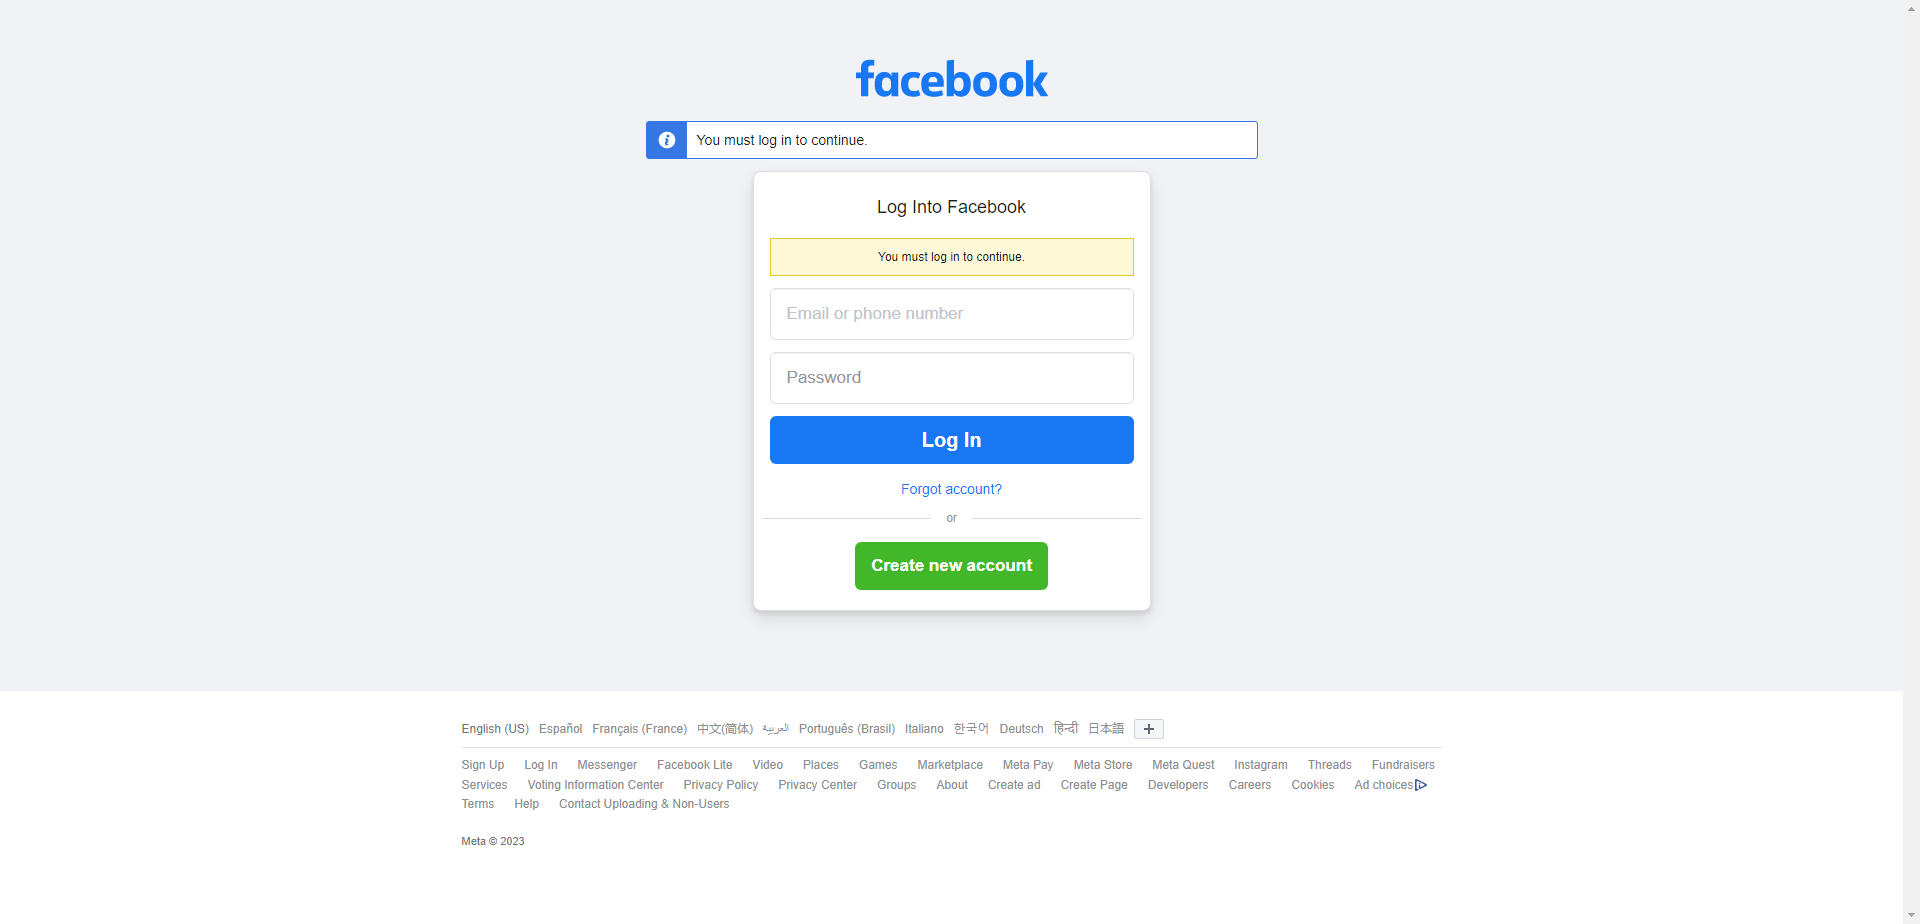 facebook
You must log in to continue.
Log Into Facebook
You must log in to continue.
Email or phone number
Password
Log In
Forgot account?
or
Create new account
English (US) Español Français (France) 中文(简体) العربية Português (Brasil) Italiano 한국어 Deutsch हिन्दी 日本語
Sign Up Log In Messenger Facebook Lite Video Places Games Marketplace Meta Pay Meta Store Meta Quest Instagram Threads Fundraisers
Services Voting Information Center Privacy Policy Privacy Center Groups About Create ad Create Page Developers Careers Cookies Ad choices
Terms Help Contact Uploading & Non-Users
Meta © 2023